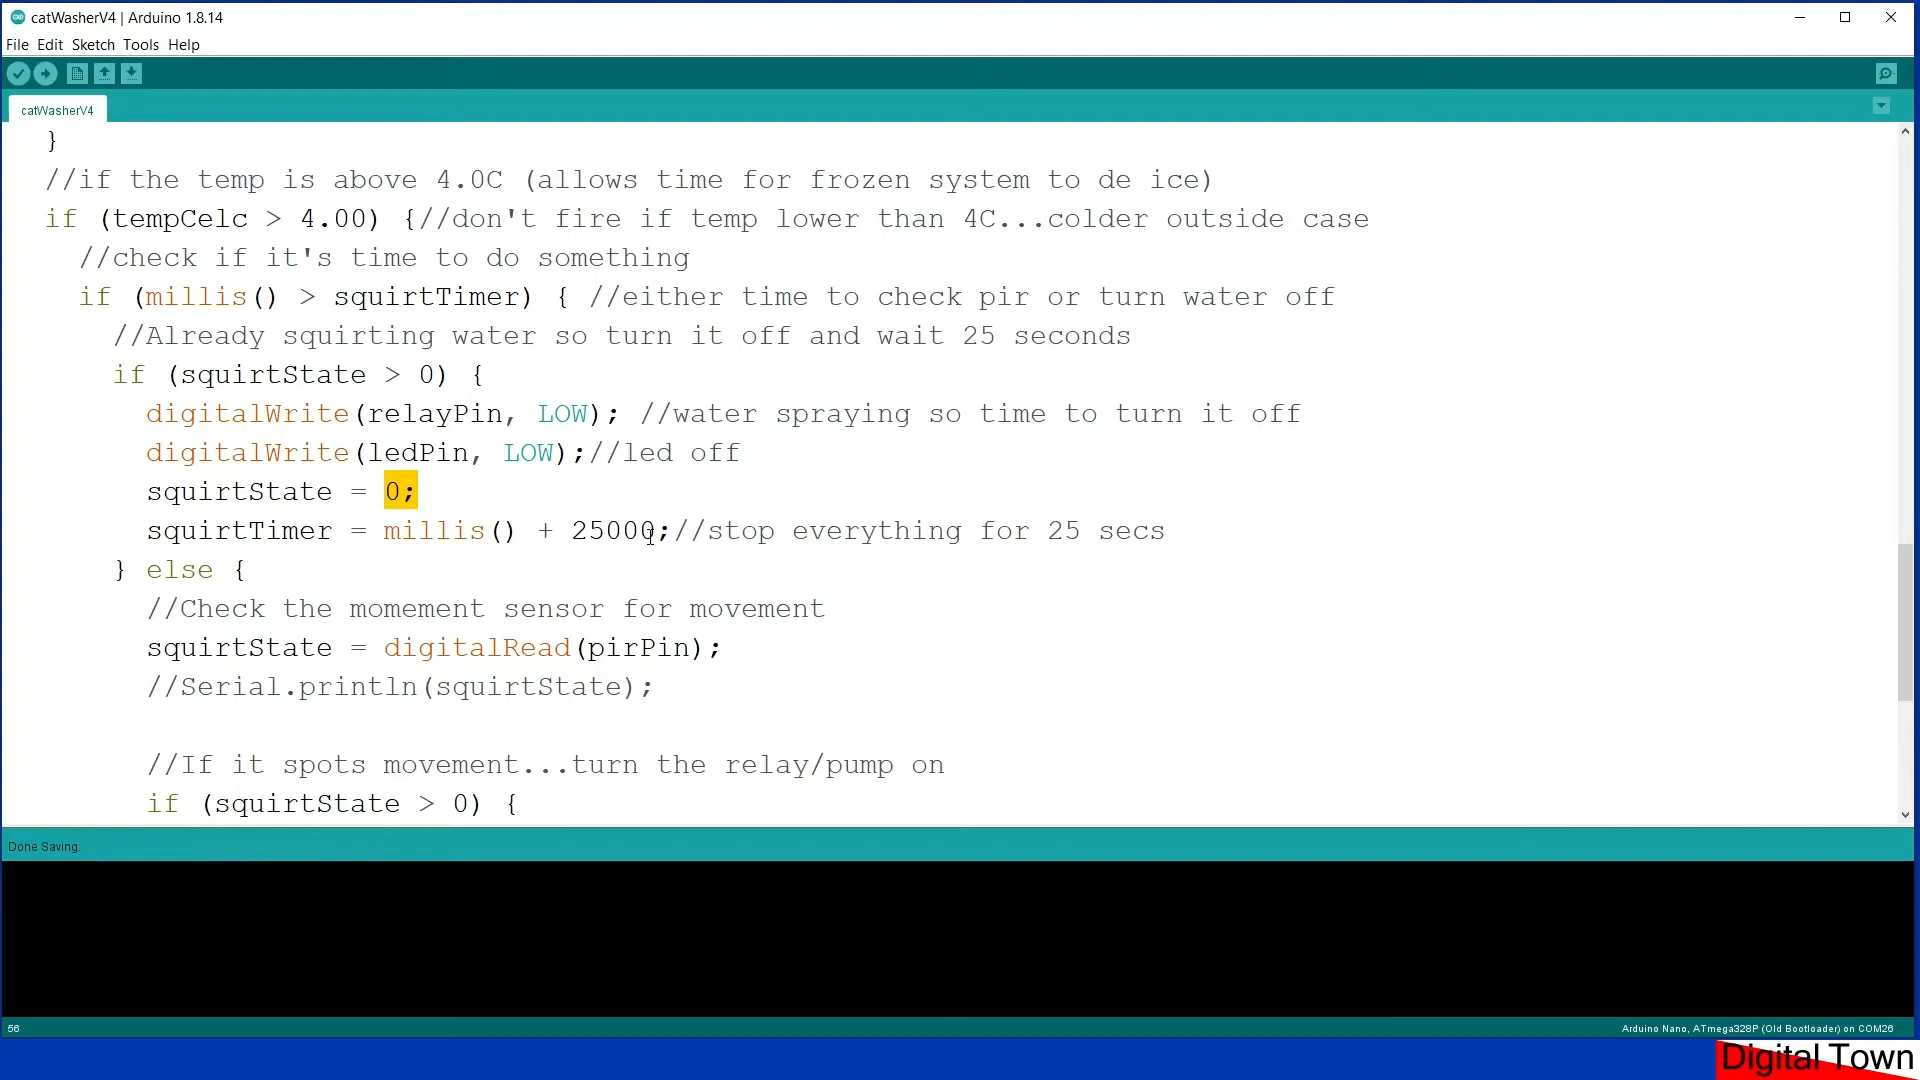 catWasherV4 | Arduino 1.8.14
File Edit Sketch Tools Help
catWasherV4
}
//if the temp is above 4.0C (allows time for frozen system to de ice)
if (tempCelc > 4.00) {//don't fire if temp lower than 4C...colder outside case
//check if it's time to do something
if (millis() > squirtTimer) { //either time to check pir or turn water off
//Already squirting water so turn it off and wait 25 seconds
if (squirtState > 0) {
digitalWrite(relayPin, LOW); //water spraying so time to turn it off
digitalWrite(ledPin, LOW);//led off
squirtState = 0;
squirtTimer = millis() + 25000;//stop everything for 25 secs
} else {
//Check the momement sensor for movement
squirtState = digitalRead(pirPin);
//Serial.println(squirtState);
//If it spots movement...turn the relay/pump on
if (squirtState > 0) {
Done Saving.
56
Arduino Nano, ATmega328P (Old Bootloader) on COM26
Digital Town